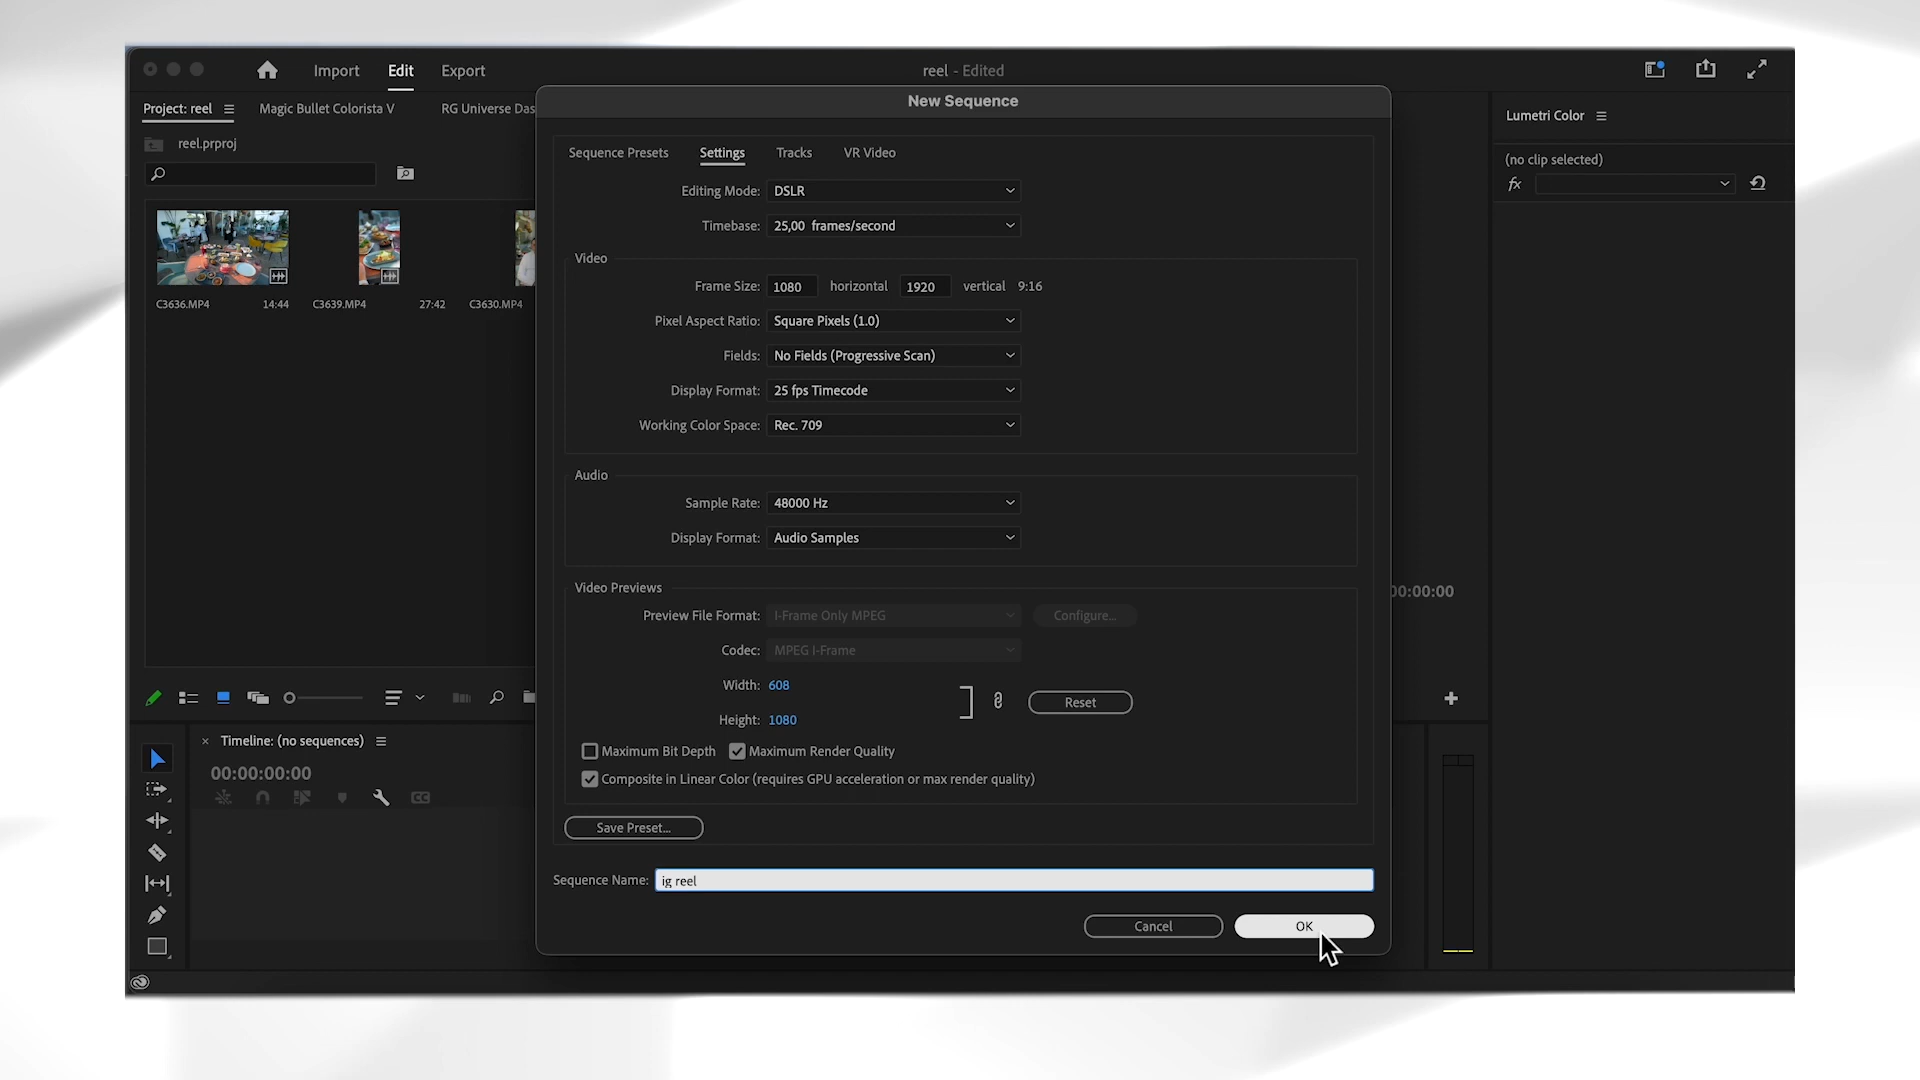 Import Edit Export
reel - Edited
Project: reel
Magic Bullet Colorista V
RG Universe Das
reel.prproj
C3636.MP4 14:44
C3639.MP4 27:42
C3630.MP4
New Sequence
Sequence Presets Settings Tracks VR Video
Editing Mode: DSLR
Timebase: 25,00 frames/second
Video
Frame Size: 1080 horizontal 1920 vertical 9:16
Pixel Aspect Ratio: Square Pixels (1.0)
Fields: No Fields (Progressive Scan)
Display Format: 25 fps Timecode
Working Color Space: Rec. 709
Audio
Sample Rate: 48000 Hz
Display Format: Audio Samples
Video Previews
Preview File Format: I-Frame Only MPEG Configure...
Codec: MPEG I-Frame
Width: 608
Height: 1080
Reset
Maximum Bit Depth Maximum Render Quality
Composite in Linear Color (requires GPU acceleration or max render quality)
Save Preset...
Sequence Name: ig reel
Cancel OK
Lumetri Color
(no clip selected)
fx
00:00:00
Timeline: (no sequences)
00:00:00:00
CC